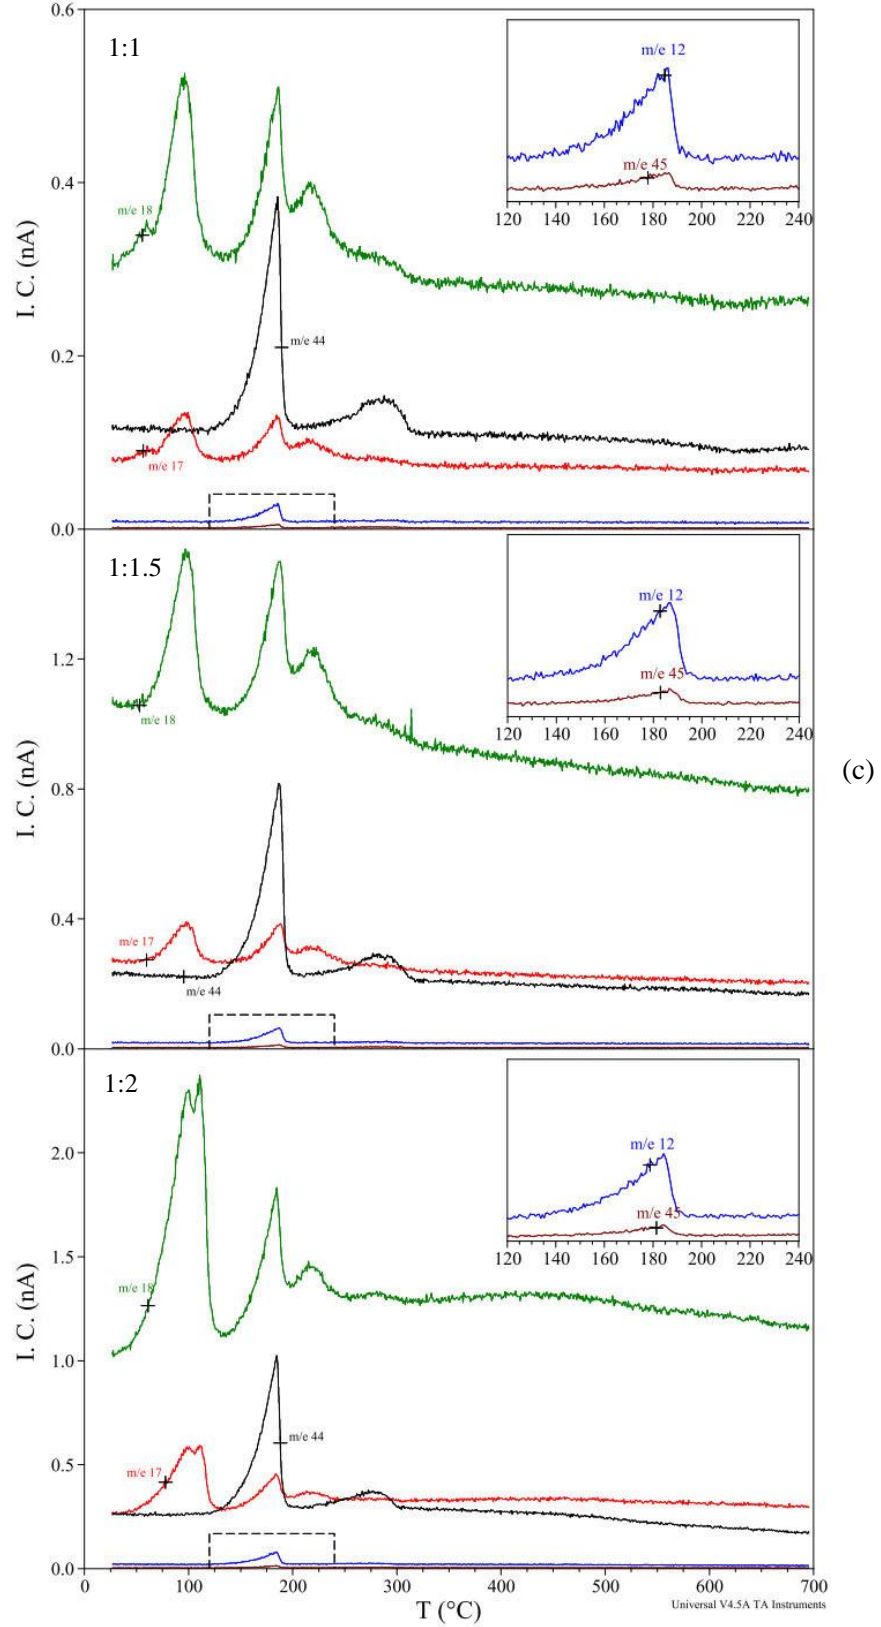 0.6
1:1
m/e 12
m/e 45
120 140 160 180 200 220 240
m/e 18
0.4
I. C. (nA)
m/e 44
0.2
m/e 17
0.0
1:1.5
m/e 12
m/e 45
120 140 160 180 200 220 240
1.2
m/e 18
(c)
0.8
I. C. (nA)
m/e 17
0.4
m/e 44
0.0
1:2
m/e 12
m/e 45
120 140 160 180 200 220 240
2.0
1.5
m/e 18
I. C. (nA)
1.0
m/e 44
0.5
m/e 17
0.0
0 100 200 300 400 500 600 700
T (°C)
Universal V4.5A TA Instruments